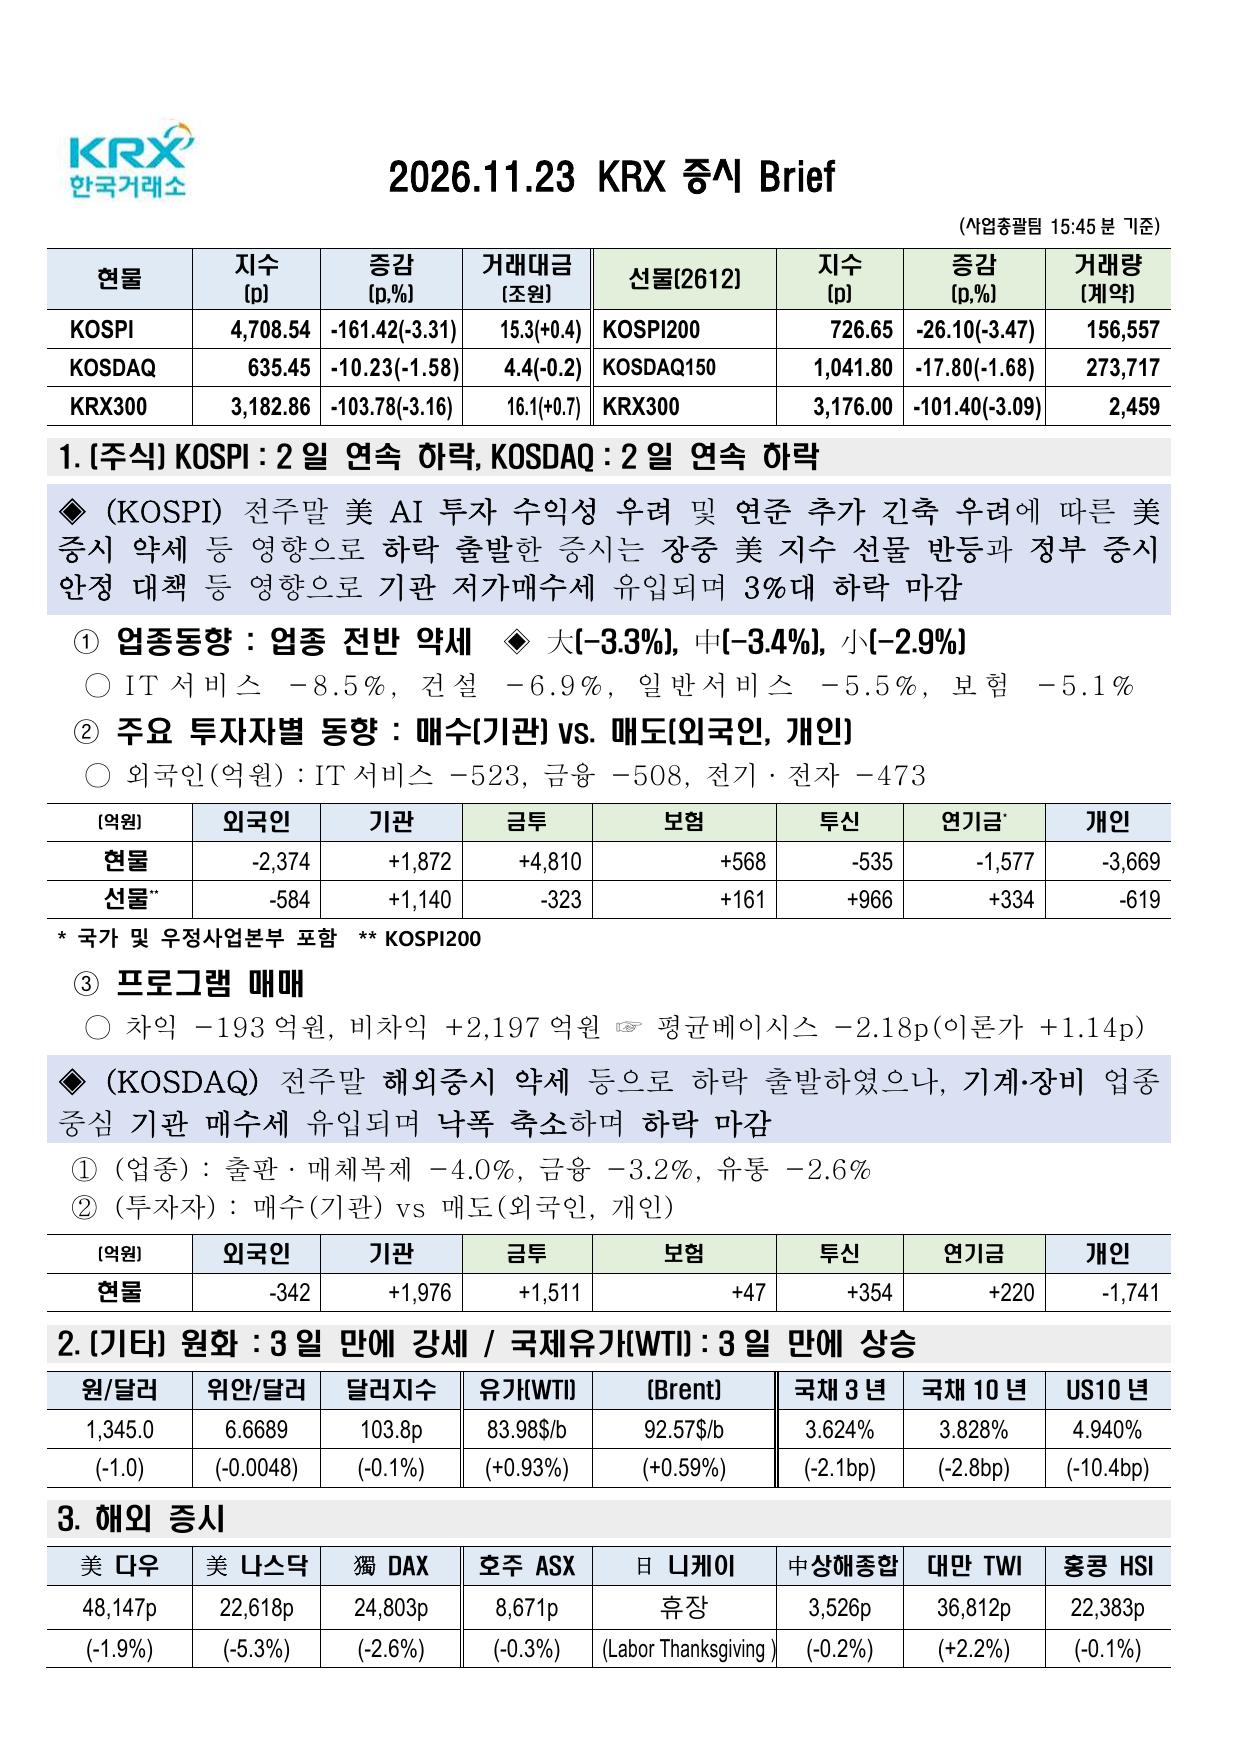 KRX
한국거래소
2026.11.23 KRX 증시 Brief
(사업총괄팀 15:45분 기준)
현물 지수(p) 증감(p,%) 거래대금(조원) 선물(2612) 지수(p) 증감(p,%) 거래량(계약)
KOSPI 4,708.54 -161.42(-3.31) 15.3(+0.4) KOSPI200 726.65 -26.10(-3.47) 156,557
KOSDAQ 635.45 -10.23(-1.58) 4.4(-0.2) KOSDAQ150 1,041.80 -17.80(-1.68) 273,717
KRX300 3,182.86 -103.78(-3.16) 16.1(+0.7) KRX300 3,176.00 -101.40(-3.09) 2,459
1. (주식) KOSPI : 2일 연속 하락, KOSDAQ : 2일 연속 하락
◈ (KOSPI) 전주말 美 AI 투자 수익성 우려 및 연준 추가 긴축 우려에 따른 美
증시 약세 등 영향으로 하락 출발한 증시는 장중 美 지수 선물 반등과 정부 증시
안정 대책 등 영향으로 기관 저가매수세 유입되며 3%대 하락 마감
① 업종동향 : 업종 전반 약세 ◈ 大(-3.3%), 中(-3.4%), 小(-2.9%)
○ IT서비스 -8.5%, 건설 -6.9%, 일반서비스 -5.5%, 보험 -5.1%
② 주요 투자자별 동향 : 매수(기관) vs. 매도(외국인, 개인)
○ 외국인(억원) : IT서비스 -523, 금융 -508, 전기·전자 -473
(억원) 외국인 기관 금투 보험 투신 연기금* 개인
현물 -2,374 +1,872 +4,810 +568 -535 -1,577 -3,669
선물** -584 +1,140 -323 +161 +966 +334 -619
* 국가 및 우정사업본부 포함 ** KOSPI200
③ 프로그램 매매
○ 차익 -193억원, 비차익 +2,197억원 ☞ 평균베이시스 -2.18p(이론가 +1.14p)
◈ (KOSDAQ) 전주말 해외증시 약세 등으로 하락 출발하였으나, 기계·장비 업종
중심 기관 매수세 유입되며 낙폭 축소하며 하락 마감
① (업종) : 출판·매체복제 -4.0%, 금융 -3.2%, 유통 -2.6%
② (투자자) : 매수(기관) vs 매도(외국인, 개인)
(억원) 외국인 기관 금투 보험 투신 연기금 개인
현물 -342 +1,976 +1,511 +47 +354 +220 -1,741
2. (기타) 원화 : 3일 만에 강세 / 국제유가(WTI) : 3일 만에 상승
원/달러 위안/달러 달러지수 유가(WTI) (Brent) 국채 3년 국채 10년 US10년
1,345.0 6.6689 103.8p 83.98$/b 92.57$/b 3.624% 3.828% 4.940%
(-1.0) (-0.0048) (-0.1%) (+0.93%) (+0.59%) (-2.1bp) (-2.8bp) (-10.4bp)
3. 해외 증시
美 다우 美 나스닥 獨 DAX 호주 ASX 日 니케이 中상해종합 대만 TWI 홍콩 HSI
48,147p 22,618p 24,803p 8,671p 휴장 3,526p 36,812p 22,383p
(-1.9%) (-5.3%) (-2.6%) (-0.3%) (Labor Thanksgiving ) (-0.2%) (+2.2%) (-0.1%)